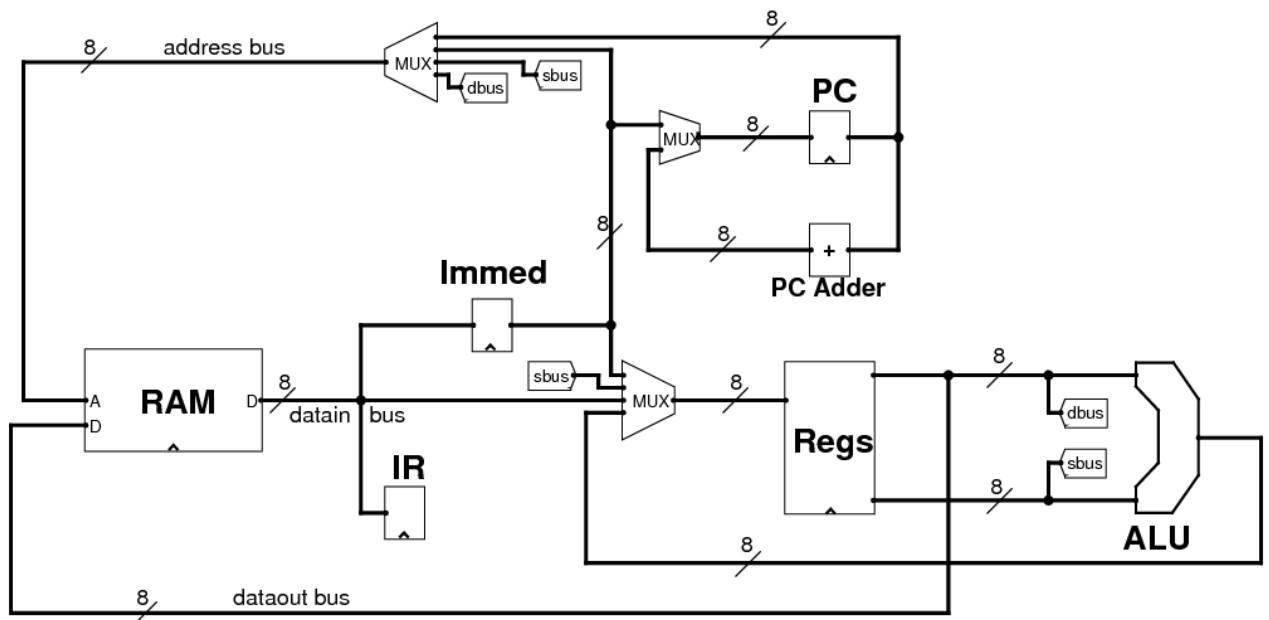 8
8
address bus
MUX
sbus
dbus
PC
8
MUX
8
8
+
PC Adder
Immed
sbus
8
8
A
RAM
D
MUX
datain bus
D
dbus
Regs
IR
sbus
8
8
ALU
8
8
dataout bus